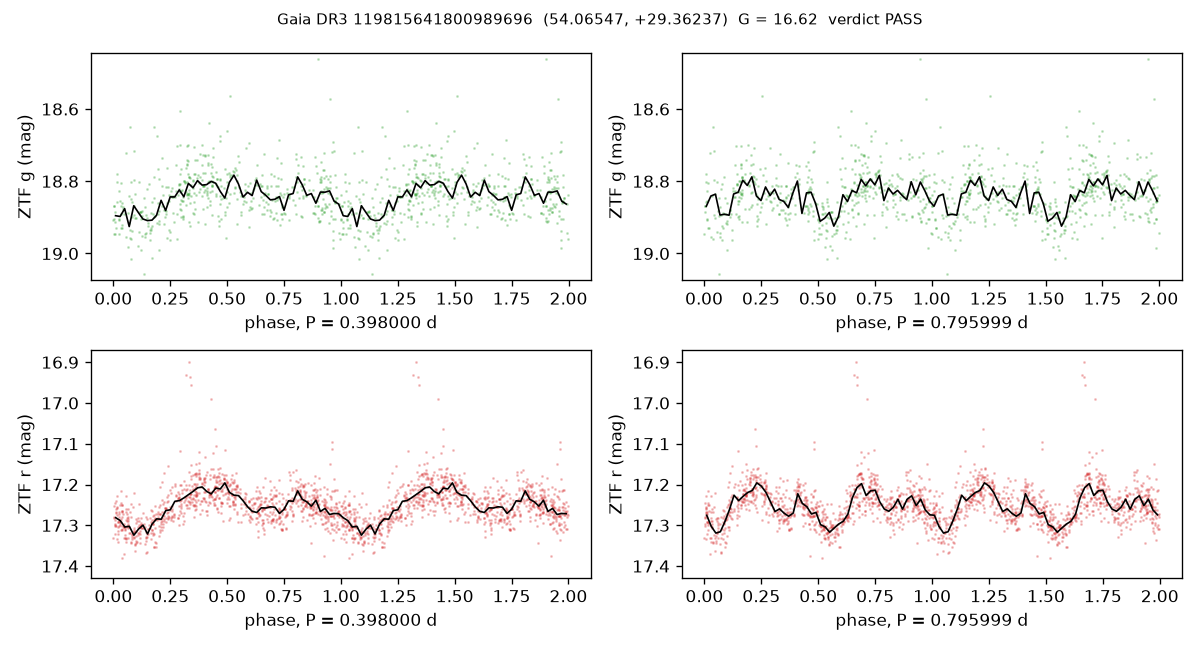 Gaia DR3 119815641800989696  (54.06547, +29.36237)  G = 16.62  verdict PASS
ZTF g (mag)
18.6
18.8
19.0
0.00 0.25 0.50 0.75 1.00 1.25 1.50 1.75 2.00
phase, P = 0.398000 d
ZTF g (mag)
18.6
18.8
19.0
0.00 0.25 0.50 0.75 1.00 1.25 1.50 1.75 2.00
phase, P = 0.795999 d
ZTF r (mag)
16.9
17.0
17.1
17.2
17.3
17.4
0.00 0.25 0.50 0.75 1.00 1.25 1.50 1.75 2.00
phase, P = 0.398000 d
ZTF r (mag)
16.9
17.0
17.1
17.2
17.3
17.4
0.00 0.25 0.50 0.75 1.00 1.25 1.50 1.75 2.00
phase, P = 0.795999 d